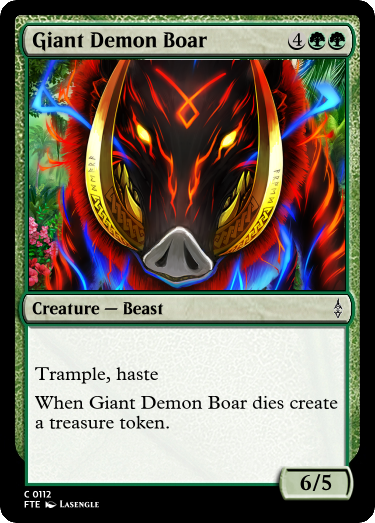 Giant Demon Boar 4
Creature — Beast
Trample, haste
When Giant Demon Boar dies create
a treasure token.
6/5
C 0112
FTE Lasengle